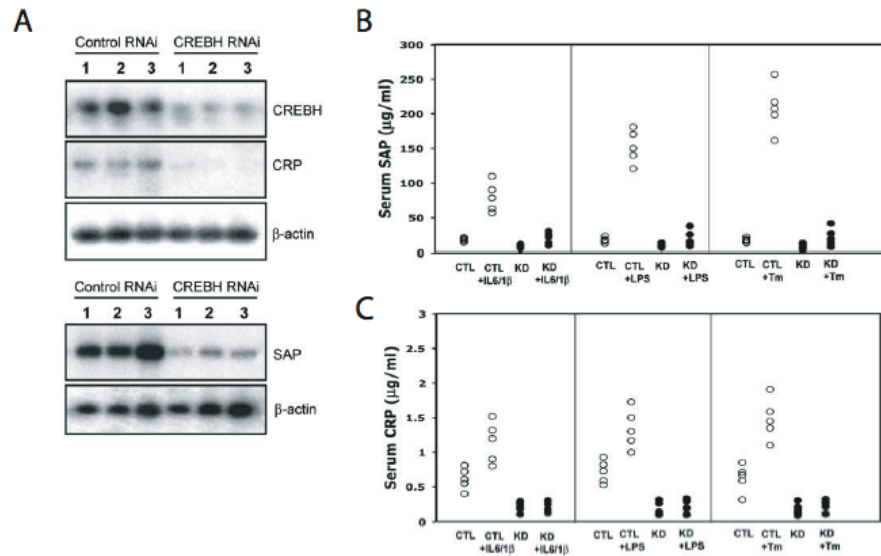 A
Control RNAi CREBH RNAi
1 2 3 1 2 3
CREBH
CRP
β-actin
Control RNAi CREBH RNAi
1 2 3 1 2 3
SAP
β-actin
B
Serum SAP (μg/ml)
300
250
200
150
100
50
0
CTL CTL KD KD CTL CTL KD KD CTL CTL KD KD
+IL6/1β +IL6/1β +LPS +LPS +Tm +Tm
C
Serum CRP (μg/ml)
3
2.5
2
1.5
1
0.5
0
CTL CTL KD KD CTL CTL KD KD CTL CTL KD KD
+IL6/1β +IL6/1β +LPS +LPS +Tm +Tm